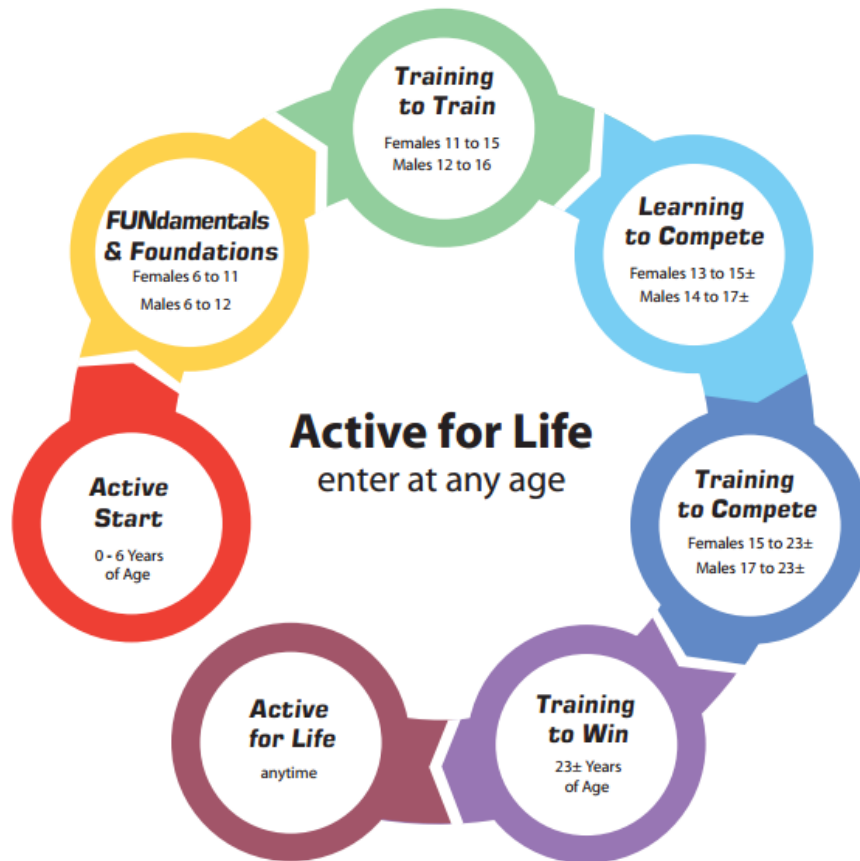 Training
to Train
Females 11 to 15
Males 12 to 16
FUNdamentals
& Foundations
Females 6 to 11
Males 6 to 12
Learning
to Compete
Females 13 to 15±
Males 14 to 17±
Active for Life
enter at any age
Active
Start
0 - 6 Years
of Age
Training
to Compete
Females 15 to 23±
Males 17 to 23±
Active
for Life
anytime
Training
to Win
23± Years
of Age